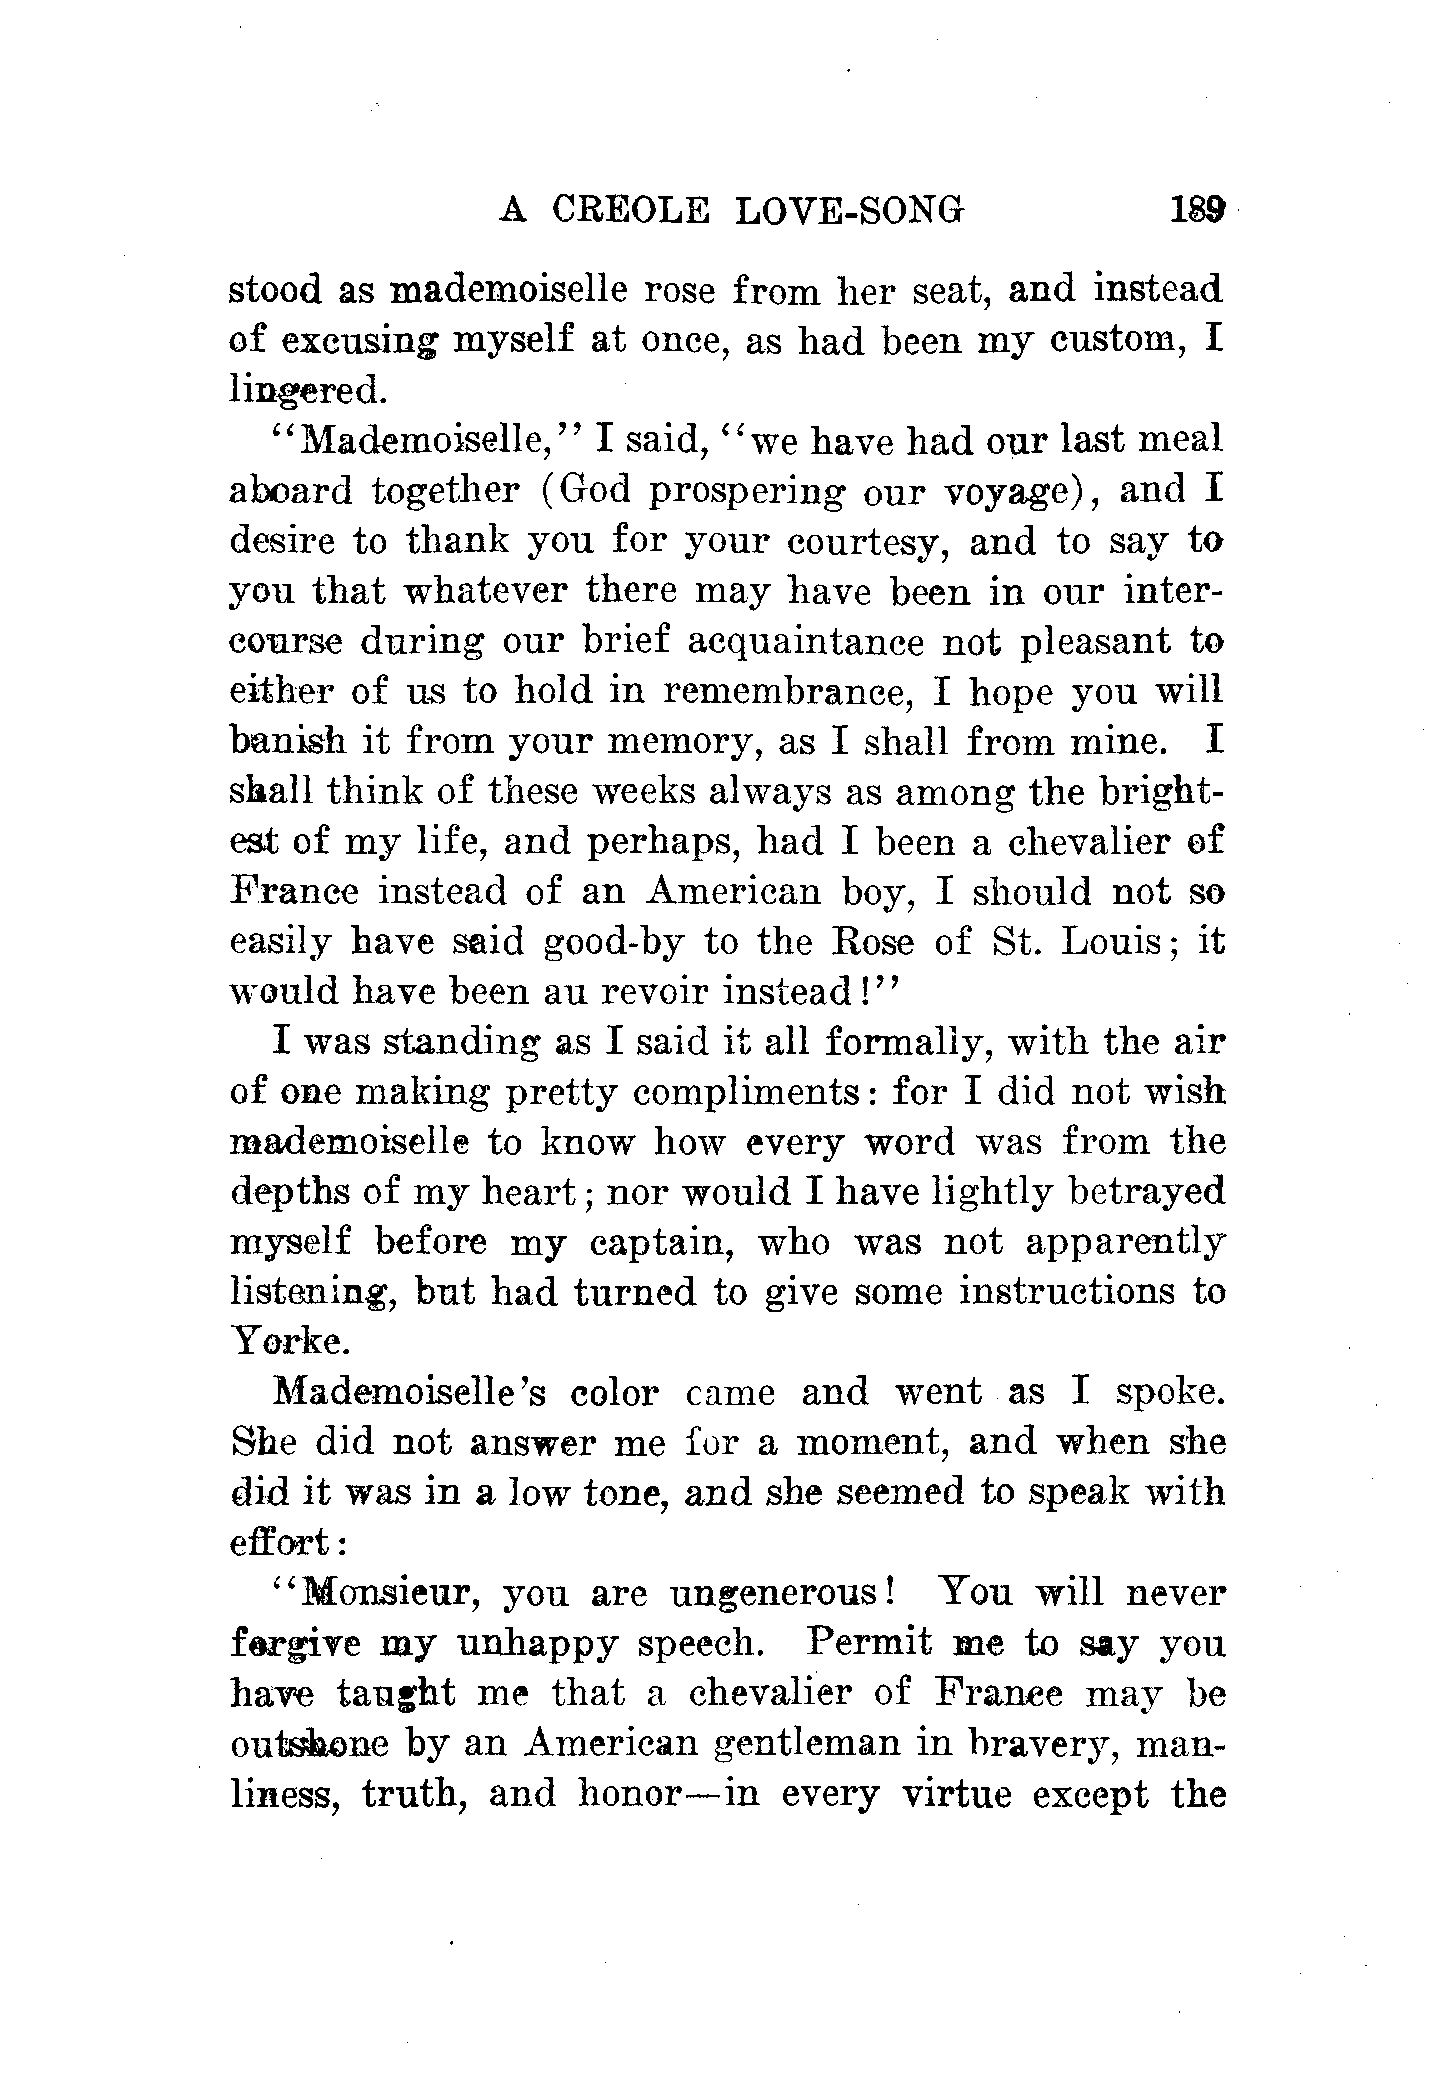 A CREOLE LOVE-SONG 189
stood as mademoiselle rose from her seat, and instead
of excusing myself at once, as had been my custom, I
lingered.
"Mademoiselle," I said, "we have had our last meal
aboard together (God prospering our voyage), and I
desire to thank you for your courtesy, and to say to
you that whatever there may have been in our inter-
course during our brief acquaintance not pleasant to
either of us to hold in remembrance, I hope you will
banish it from your memory, as I shall from mine. I
shall think of these weeks always as among the bright-
est of my life, and perhaps, had I been a chevalier of
France instead of an American boy, I should not so
easily have said good-by to the Rose of St. Louis; it
would have been au revoir instead!"
I was standing as I said it all formally, with the air
of one making pretty compliments: for I did not wish
mademoiselle to know how every word was from the
depths of my heart; nor would I have lightly betrayed
myself before my captain, who was not apparently
listening, but had turned to give some instructions to
Yorke.
Mademoiselle's color came and went as I spoke.
She did not answer me for a moment, and when she
did it was in a low tone, and she seemed to speak with
effort:
"Monsieur, you are ungenerous! You will never
forgive my unhappy speech. Permit me to say you
have taught me that a chevalier of France may be
outshone by an American gentleman in bravery, man-
liness, truth, and honor—in every virtue except the